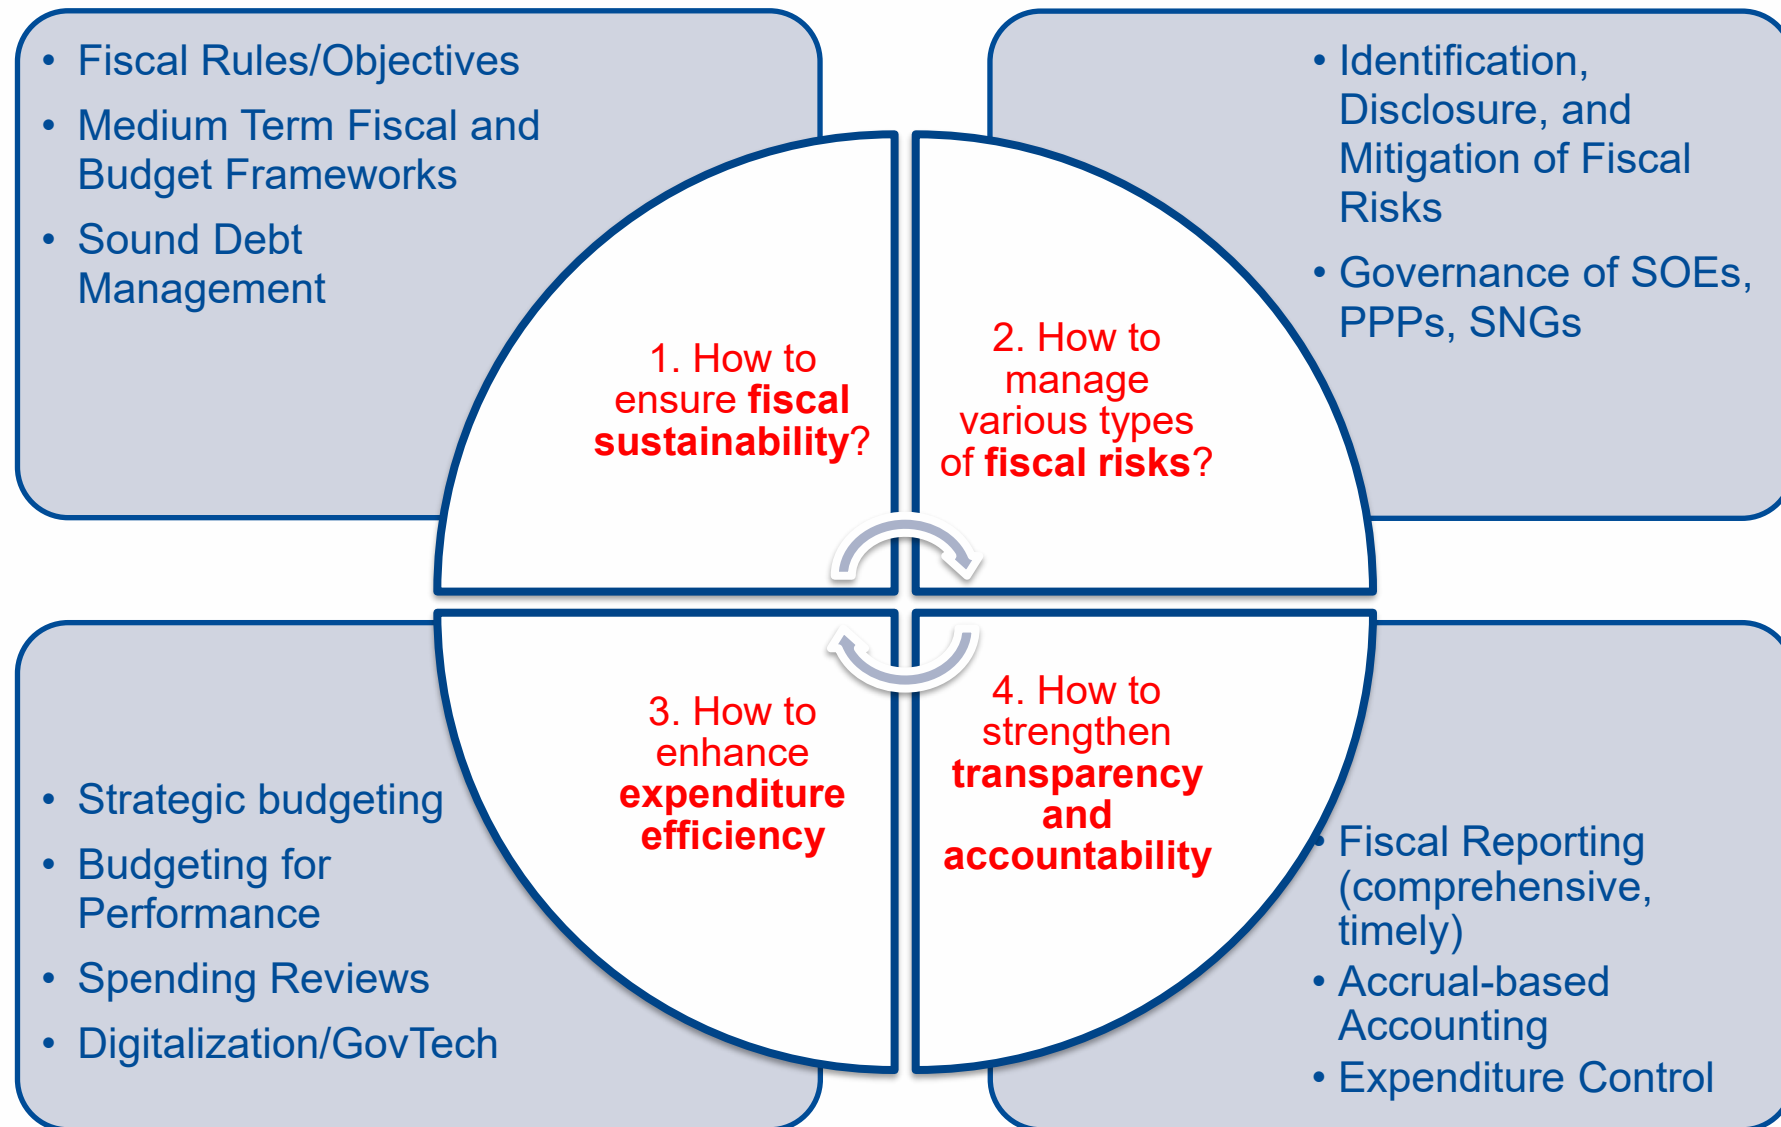 • Fiscal Rules/Objectives
• Medium Term Fiscal and
Budget Frameworks
• Sound Debt
Management
• Identification,
Disclosure, and
Mitigation of Fiscal
Risks
• Governance of SOEs,
PPPs, SNGs
1. How to
ensure fiscal
sustainability?
2. How to
manage
various types
of fiscal risks?
3. How to
enhance
expenditure
efficiency
4. How to
strengthen
transparency
and
accountability
• Strategic budgeting
• Budgeting for
Performance
• Spending Reviews
• Digitalization/GovTech
• Fiscal Reporting
(comprehensive,
timely)
• Accrual-based
Accounting
• Expenditure Control